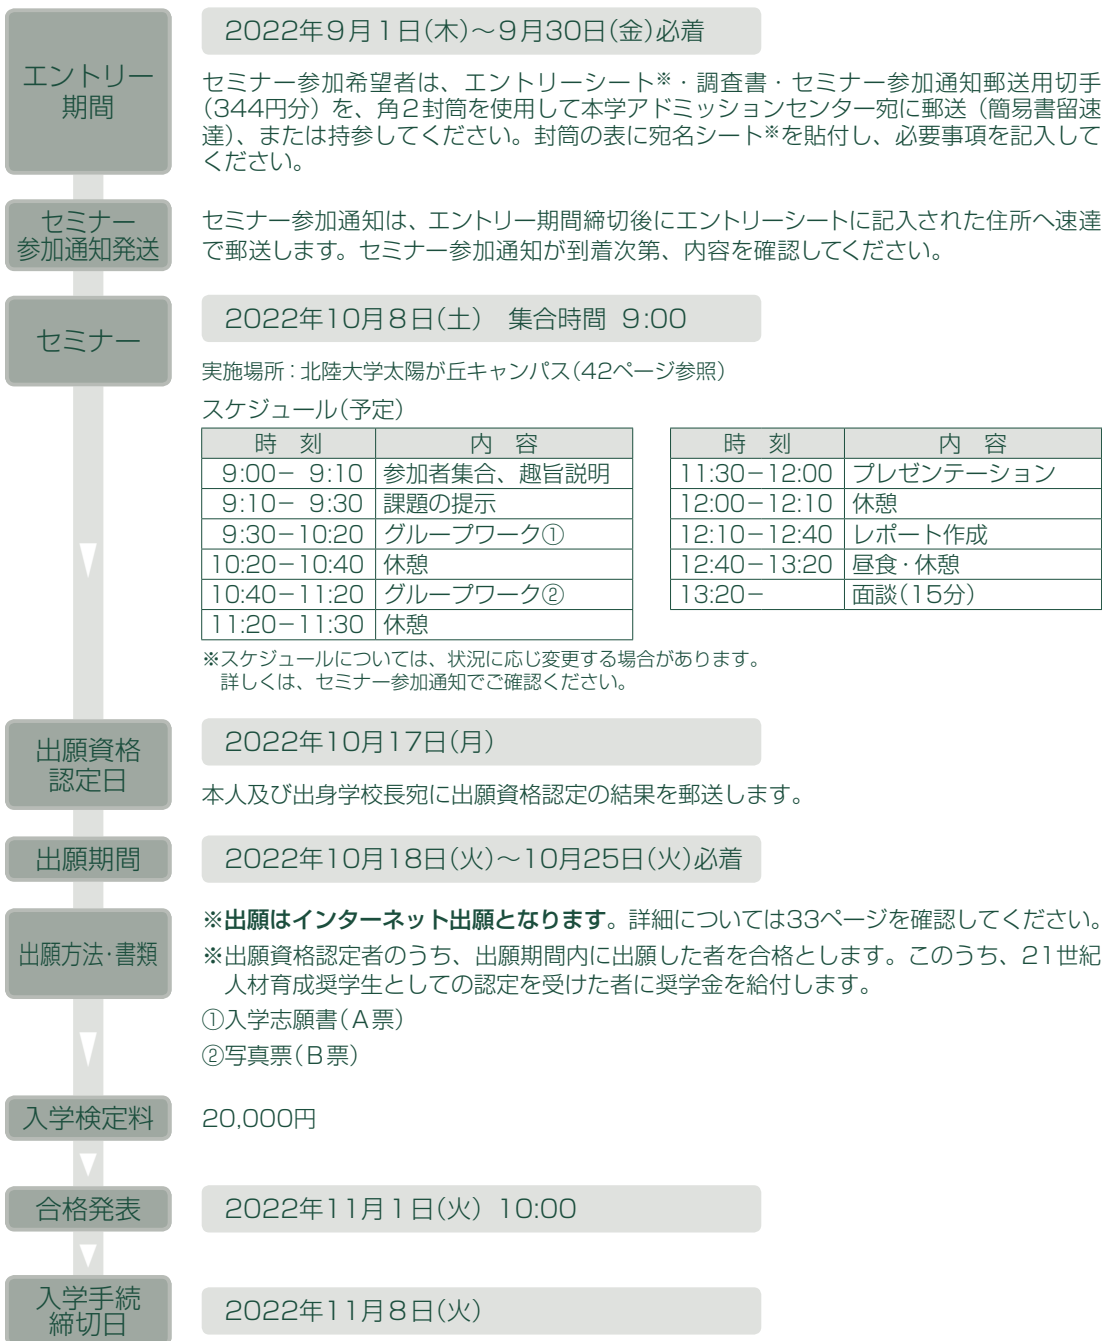 エントリー
期間
2022年9月1日(木)～9月30日(金)必着
セミナー参加希望者は、エントリーシート※・調査書・セミナー参加通知郵送用切手
(344円分)を、角2封筒を使用して本学アドミッションセンター宛に郵送(簡易書留速
達)、または持参してください。封筒の表に宛名シート※を貼付し、必要事項を記入して
ください。
セミナー
参加通知発送
セミナー参加通知は、エントリー期間締切後にエントリーシートに記入された住所へ速達
で郵送します。セミナー参加通知が到着次第、内容を確認してください。
セミナー
2022年10月8日(土) 集合時間 9:00
実施場所:北陸大学太陽が丘キャンパス(42ページ参照)
スケジュール(予定)
時 刻 内 容
9:00－ 9:10 参加者集合、趣旨説明
9:10－ 9:30 課題の提示
9:30－10:20 グループワーク①
10:20－10:40 休憩
10:40－11:20 グループワーク②
11:20－11:30 休憩
時 刻 内 容
11:30－12:00 プレゼンテーション
12:00－12:10 休憩
12:10－12:40 レポート作成
12:40－13:20 昼食・休憩
13:20－ 面談(15分)
※スケジュールについては、状況に応じ変更する場合があります。
詳しくは、セミナー参加通知でご確認ください。
出願資格
認定日
2022年10月17日(月)
本人及び出身学校長宛に出願資格認定の結果を郵送します。
出願期間
2022年10月18日(火)～10月25日(火)必着
出願方法・書類
※出願はインターネット出願となります。詳細については33ページを確認してください。
※出願資格認定者のうち、出願期間内に出願した者を合格とします。このうち、21世紀
人材育成奨学生としての認定を受けた者に奨学金を給付します。
①入学志願書(A票)
②写真票(B票)
入学検定料
20,000円
合格発表
2022年11月1日(火) 10:00
入学手続
締切日
2022年11月8日(火)